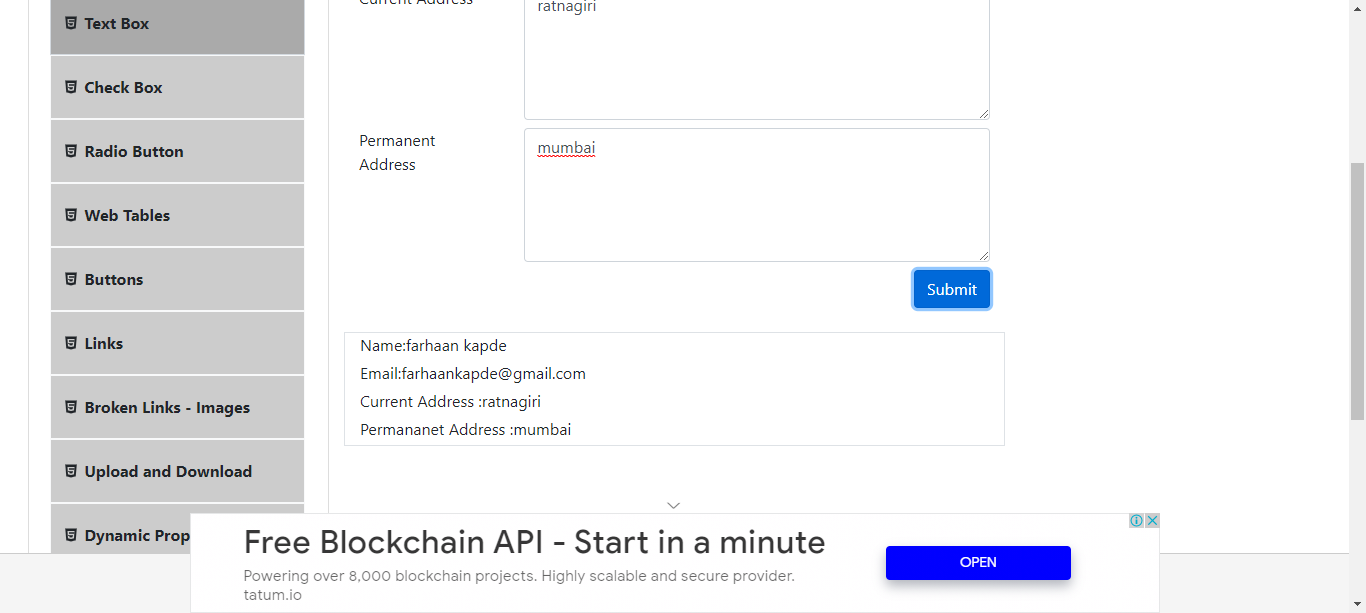 Text Box
Check Box
Radio Button
Web Tables
Buttons
Links
Broken Links - Images
Upload and Download
Dynamic Prop
Current Address
ratnagiri
Permanent
Address
mumbai
Submit
Name:farhaan kapde
Email:farhaankapde@gmail.com
Current Address :ratnagiri
Permananet Address :mumbai
Free Blockchain API - Start in a minute
Powering over 8,000 blockchain projects. Highly scalable and secure provider.
tatum.io
OPEN